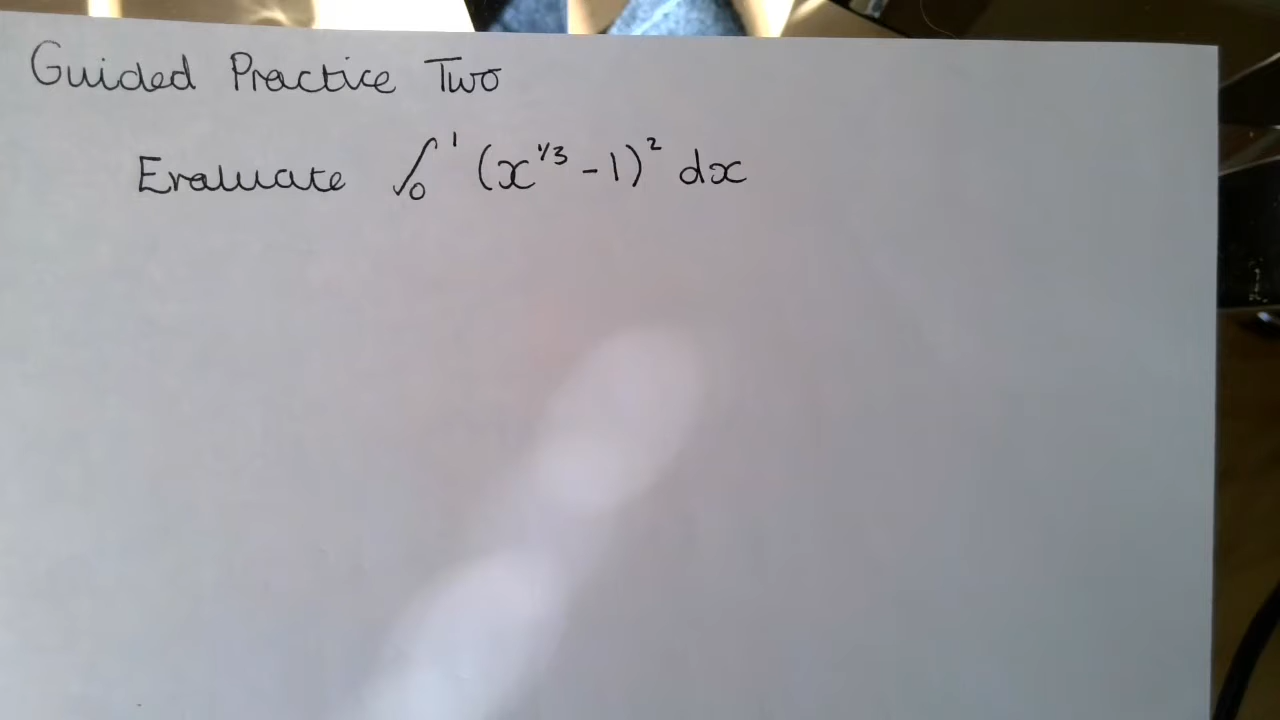 Guided Practice Two
Evaluate ∫₀¹ (x^{1/3} - 1)² dx